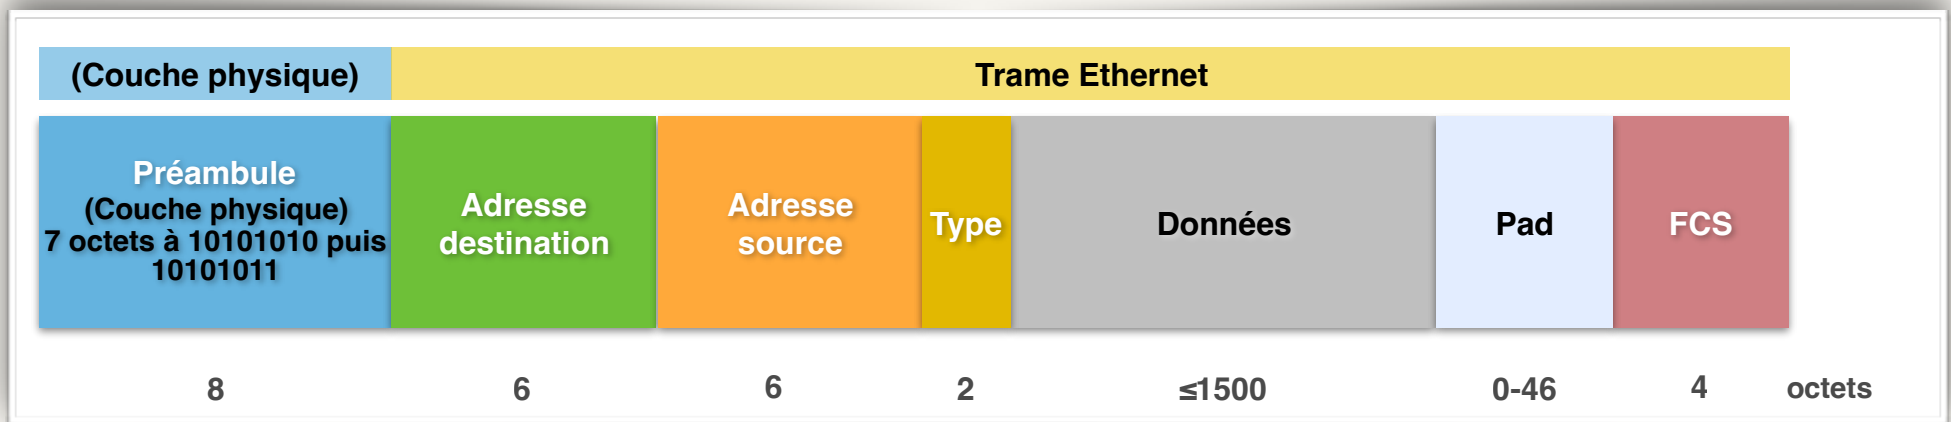 (Couche physique)
Trame Ethernet
Préambule
(Couche physique)
7 octets à 10101010 puis
10101011
Adresse
destination
Adresse
source
Type
Données
Pad
FCS
8
6
6
2
≤1500
0-46
4
octets